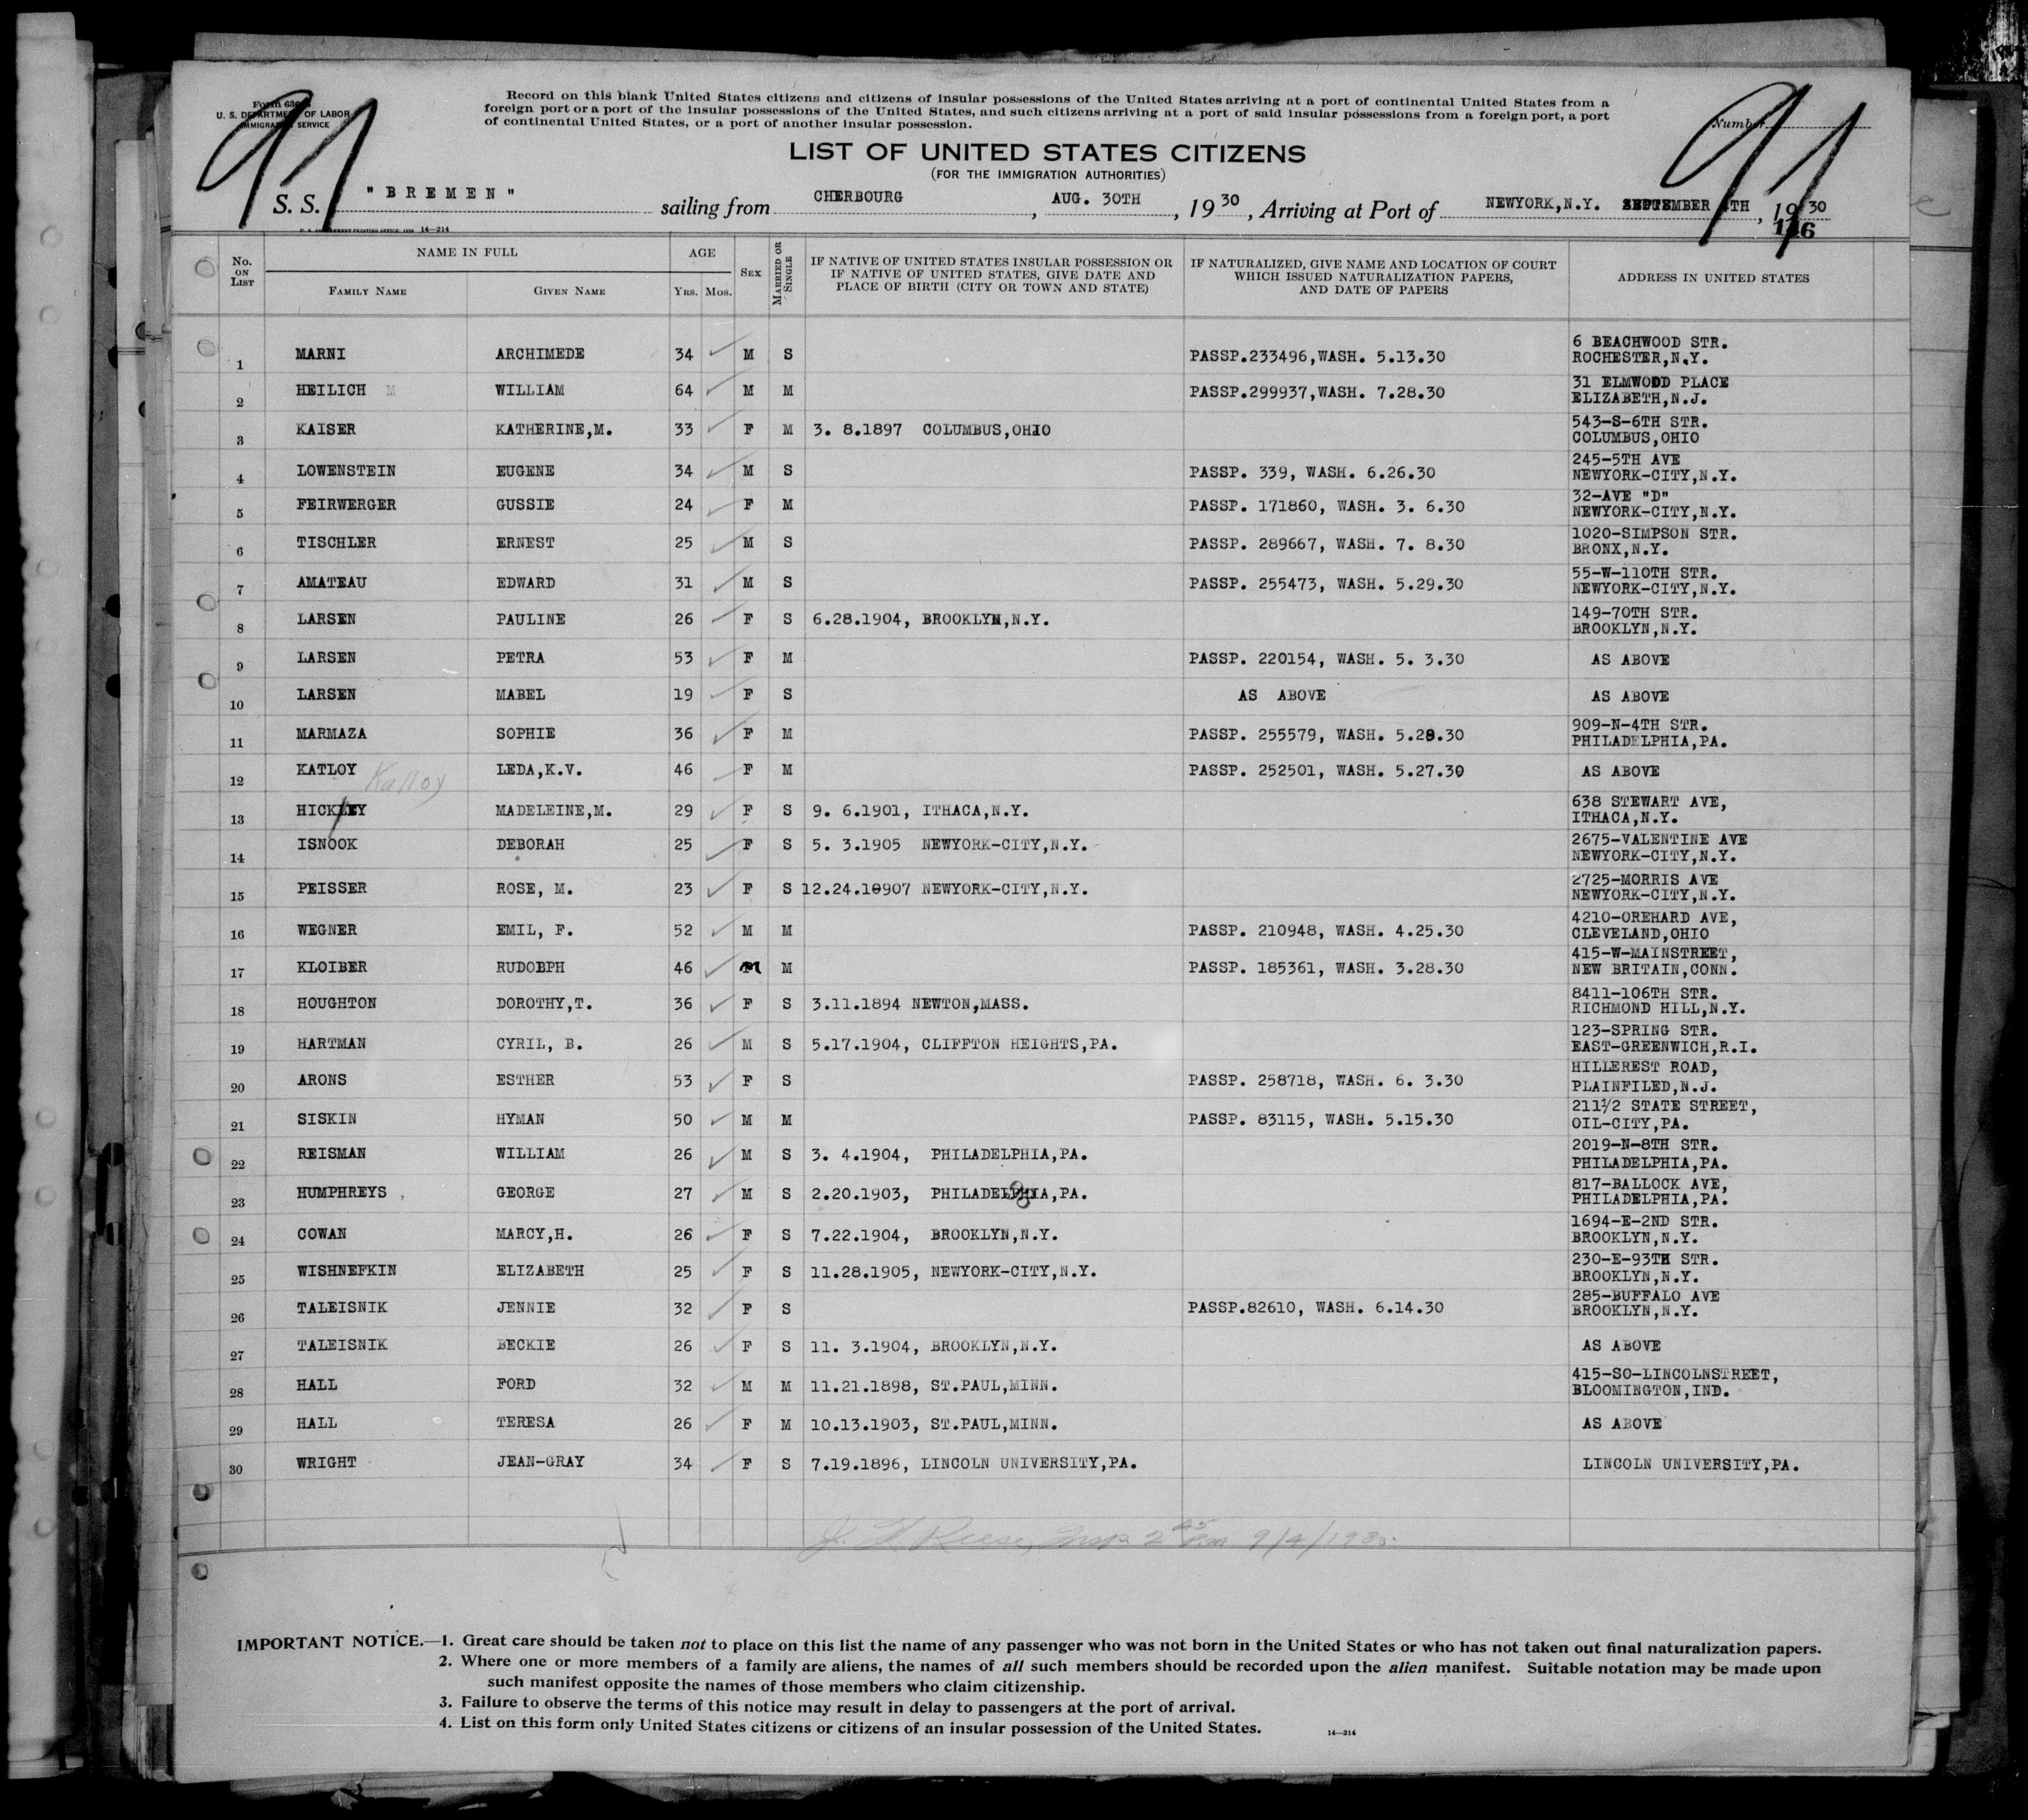 Form 630
U. S. DEPARTMENT OF LABOR
IMMIGRATION SERVICE
Record on this blank United States citizens and citizens of insular possessions of the United States arriving at a port of continental United States from a
foreign port or a port of the insular possessions of the United States, and such citizens arriving at a port of said insular possessions from a foreign port, a port
of continental United States, or a port of another insular possession.
Number
91
91
LIST OF UNITED STATES CITIZENS
(FOR THE IMMIGRATION AUTHORITIES)
S. S. "BREMEN" sailing from CHERBOURG, AUG. 30TH, 1930, Arriving at Port of NEWYORK,N.Y. SEPTEMBER 4TH, 1930
U. S. GOVERNMENT PRINTING OFFICE 14—214
No. ON LIST NAME IN FULL FAMILY NAME GIVEN NAME AGE YRS. MOS. SEX MARRIED OR SINGLE IF NATIVE OF UNITED STATES INSULAR POSSESSION OR IF NATIVE OF UNITED STATES, GIVE DATE AND PLACE OF BIRTH (CITY OR TOWN AND STATE) IF NATURALIZED, GIVE NAME AND LOCATION OF COURT WHICH ISSUED NATURALIZATION PAPERS, AND DATE OF PAPERS ADDRESS IN UNITED STATES
1 MARNI ARCHIMEDE 34 M S PASSP.233496,WASH. 5.13.30 6 BEACHWOOD STR. ROCHESTER,N.Y.
2 HEILICH M WILLIAM 64 M M PASSP.299937,WASH. 7.28.30 31 ELMWOOD PLACE ELIZABETH,N.J.
3 KAISER KATHERINE,M. 33 F M 3. 8.1897 COLUMBUS,OHIO 543-S-6TH STR. COLUMBUS,OHIO
4 LOWENSTEIN EUGENE 34 M S PASSP. 339, WASH. 6.26.30 245-5TH AVE NEWYORK-CITY,N.Y.
5 FEIRWERGER GUSSIE 24 F M PASSP. 171860, WASH. 3. 6.30 32-AVE "D" NEWYORK-CITY,N.Y.
6 TISCHLER ERNEST 25 M S PASSP. 289667, WASH. 7. 8.30 1020-SIMPSON STR. BRONX,N.Y.
7 AMATEAU EDWARD 31 M S PASSP. 255473, WASH. 5.29.30 55-W-110TH STR. NEWYORK-CITY,N.Y.
8 LARSEN PAULINE 26 F S 6.28.1904, BROOKLYN,N.Y. 149-70TH STR. BROOKLYN,N.Y.
9 LARSEN PETRA 53 F M PASSP. 220154, WASH. 5. 3.30 AS ABOVE
10 LARSEN MABEL 19 F S AS ABOVE AS ABOVE
11 MARMAZA SOPHIE 36 F M PASSP. 255579, WASH. 5.29.30 909-N-4TH STR. PHILADELPHIA,PA.
12 KATLOY Kalloy LEDA,K.V. 46 F M PASSP. 252501, WASH. 5.27.30 AS ABOVE
13 HICKLEY MADELEINE,M. 29 F S 9. 6.1901, ITHACA,N.Y. 638 STEWART AVE, ITHACA,N.Y.
14 ISNOOK DEBORAH 25 F S 5. 3.1905 NEWYORK-CITY,N.Y. 2675-VALENTINE AVE NEWYORK-CITY,N.Y.
15 PEISSER ROSE, M. 23 F S 12.24.10907 NEWYORK-CITY,N.Y. 2725-MORRIS AVE NEWYORK-CITY,N.Y.
16 WEGNER EMIL, F. 52 M M PASSP. 210948, WASH. 4.25.30 4210-OREHARD AVE, CLEVELAND,OHIO
17 KLOIBER RUDOEPH 46 M M PASSP. 185361, WASH. 3.28.30 415-W-MAINSTREET, NEW BRITAIN,CONN.
18 HOUGHTON DOROTHY,T. 36 F S 3.11.1894 NEWTON,MASS. 8411-106TH STR. RICHMOND HILL,N.Y.
19 HARTMAN CYRIL, B. 26 M S 5.17.1904, CLIFFTON HEIGHTS,PA. 123-SPRING STR. EAST-GREENWICH,R.I.
20 ARONS ESTHER 53 F S PASSP. 258718, WASH. 6. 3.30 HILLEREST ROAD, PLAINFILED,N.J.
21 SISKIN HYMAN 50 M M PASSP. 83115, WASH. 5.15.30 211½ STATE STREET, OIL-CITY,PA.
22 REISMAN WILLIAM 26 M S 3. 4.1904, PHILADELPHIA,PA. 2019-N-8TH STR. PHILADELPHIA,PA.
23 HUMPHREYS GEORGE 27 M S 2.20.1903, PHILADELPHIA,PA. 817-BALLOCK AVE, PHILADELPHIA,PA.
24 COWAN MARCY,H. 26 F S 7.22.1904, BROOKLYN,N.Y. 1694-E-2ND STR. BROOKLYN,N.Y.
25 WISHNEFKIN ELIZABETH 25 F S 11.28.1905, NEWYORK-CITY,N.Y. 230-E-93TH STR. BROOKLYN,N.Y.
26 TALEISNIK JENNIE 32 F S PASSP.82610, WASH. 6.14.30 285-BUFFALO AVE BROOKLYN,N.Y.
27 TALEISNIK BECKIE 26 F S 11. 3.1904, BROOKLYN,N.Y. AS ABOVE
28 HALL FORD 32 M M 11.21.1898, ST.PAUL,MINN. 415-SO-LINCOLNSTREET, BLOOMINGTON,IND.
29 HALL TERESA 26 F M 10.13.1903, ST.PAUL,MINN. AS ABOVE
30 WRIGHT JEAN-GRAY 34 F S 7.19.1896, LINCOLN UNIVERSITY,PA. LINCOLN UNIVERSITY,PA.
9/4/1930
IMPORTANT NOTICE.—1. Great care should be taken not to place on this list the name of any passenger who was not born in the United States or who has not taken out final naturalization papers.
2. Where one or more members of a family are aliens, the names of all such members should be recorded upon the alien manifest. Suitable notation may be made upon
such manifest opposite the names of those members who claim citizenship.
3. Failure to observe the terms of this notice may result in delay to passengers at the port of arrival.
4. List on this form only United States citizens or citizens of an insular possession of the United States.
14—214